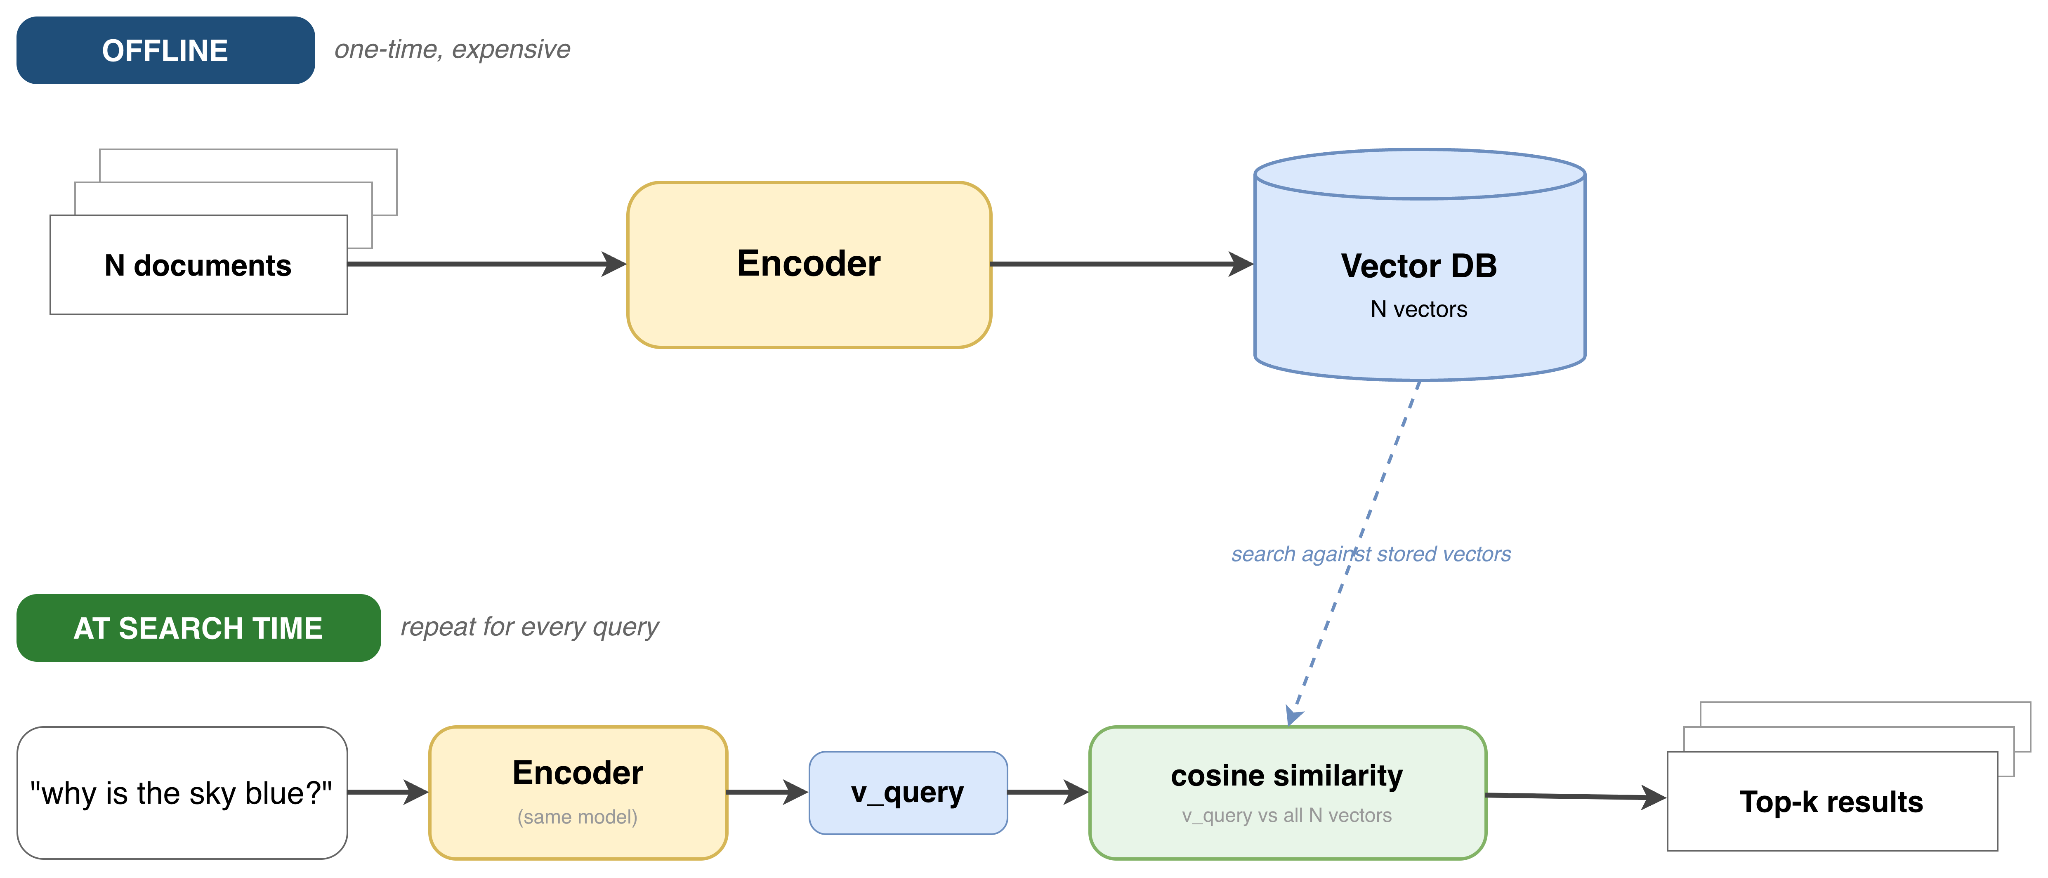 OFFLINE
one-time, expensive
N documents
Encoder
Vector DB
N vectors
search against stored vectors
AT SEARCH TIME
repeat for every query
"why is the sky blue?"
Encoder
(same model)
v_query
cosine similarity
v_query vs all N vectors
Top-k results